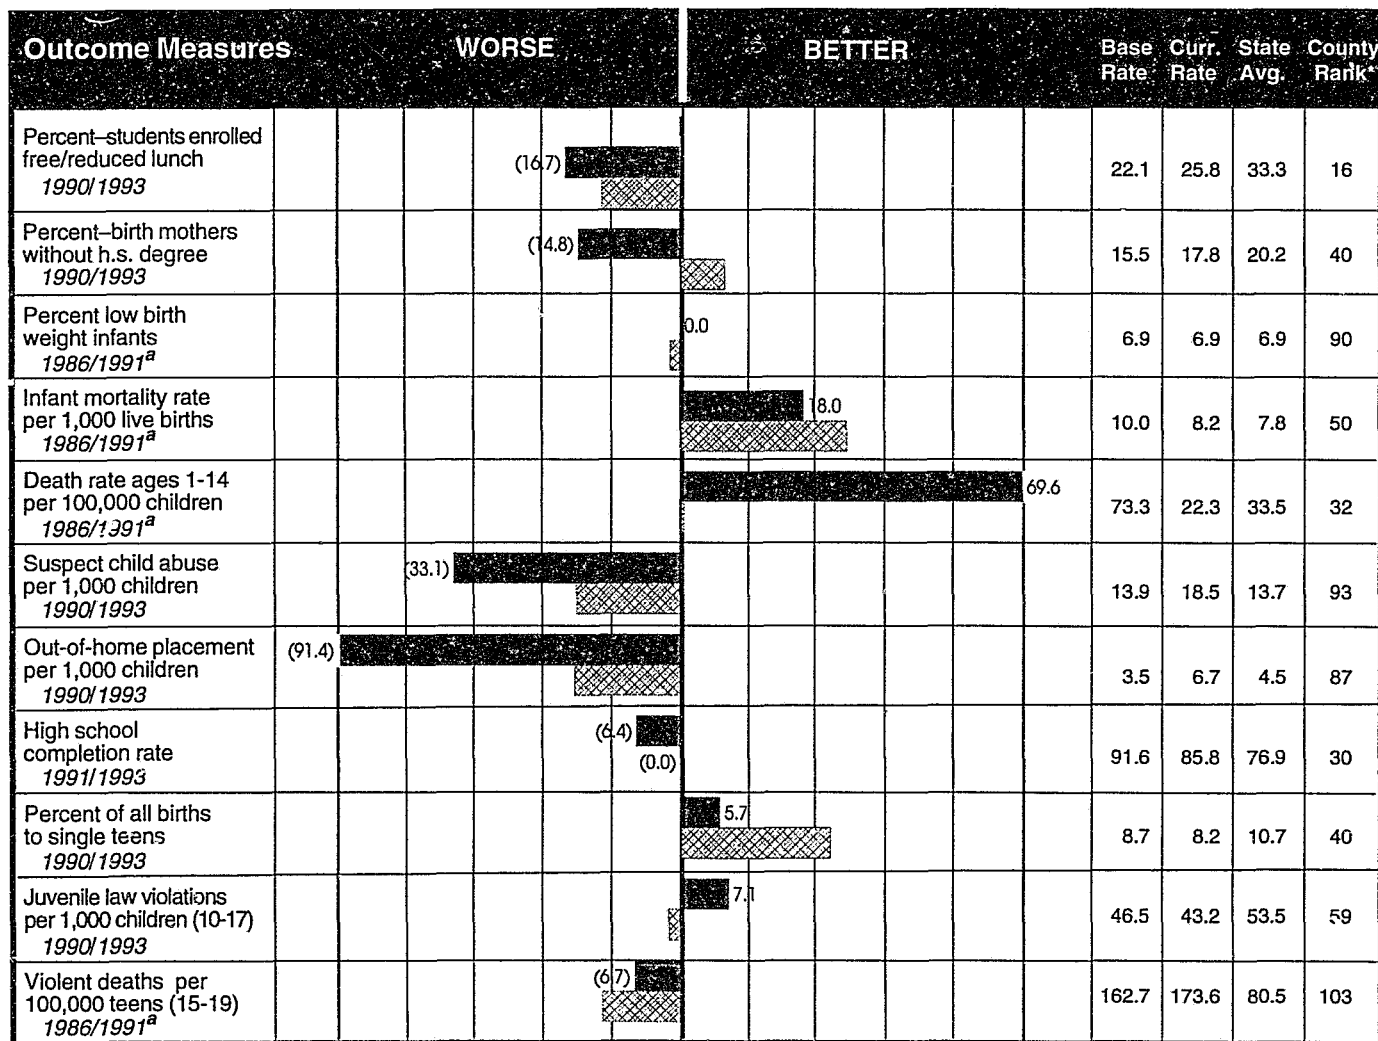 Outcome Measures WORSE BETTER Base Rate Curr. Rate State Avg. County Rank*
Percent–students enrolled
free/reduced lunch
1990/1993
(16.7) 22.1 25.8 33.3 16
Percent–birth mothers
without h.s. degree
1990/1993
(14.8) 15.5 17.8 20.2 40
Percent low birth
weight infants
1986/1991a
0.0 6.9 6.9 6.9 90
Infant mortality rate
per 1,000 live births
1986/1991a
18.0 10.0 8.2 7.8 50
Death rate ages 1-14
per 100,000 children
1986/1991a
69.6 73.3 22.3 33.5 32
Suspect child abuse
per 1,000 children
1990/1993
(33.1) 13.9 18.5 13.7 93
Out-of-home placement
per 1,000 children
1990/1993
(91.4) 3.5 6.7 4.5 87
High school
completion rate
1991/1993
(6.4)
(0.0) 91.6 85.8 76.9 30
Percent of all births
to single teens
1990/1993
5.7 8.7 8.2 10.7 40
Juvenile law violations
per 1,000 children (10-17)
1990/1993
7.1 46.5 43.2 53.5 59
Violent deaths per
100,000 teens (15-19)
1986/1991a
(6.7) 162.7 173.6 80.5 103